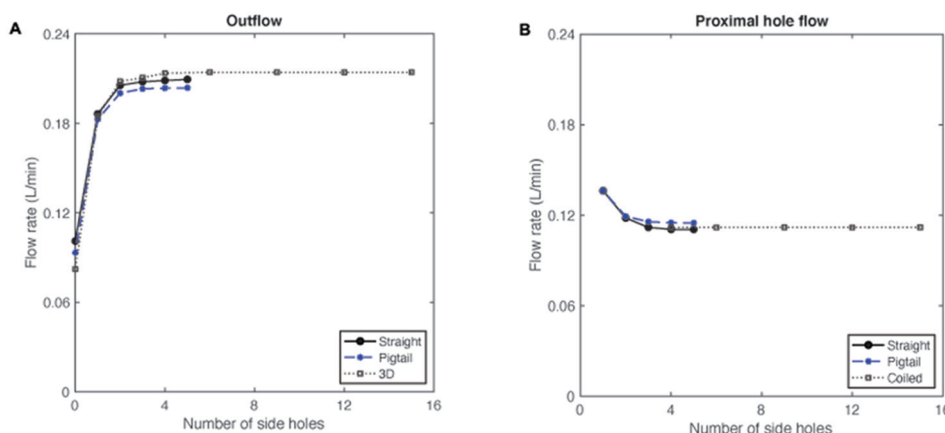 A
Outflow
0.24
0.18
0.12
0.06
0
Flow rate (L/min)
0
4
8
12
16
Number of side holes
Straight
Pigtail
3D
B
Proximal hole flow
0.24
0.18
0.12
0.06
0
Flow rate (L/min)
0
4
8
12
16
Number of side holes
Straight
Pigtail
Coiled